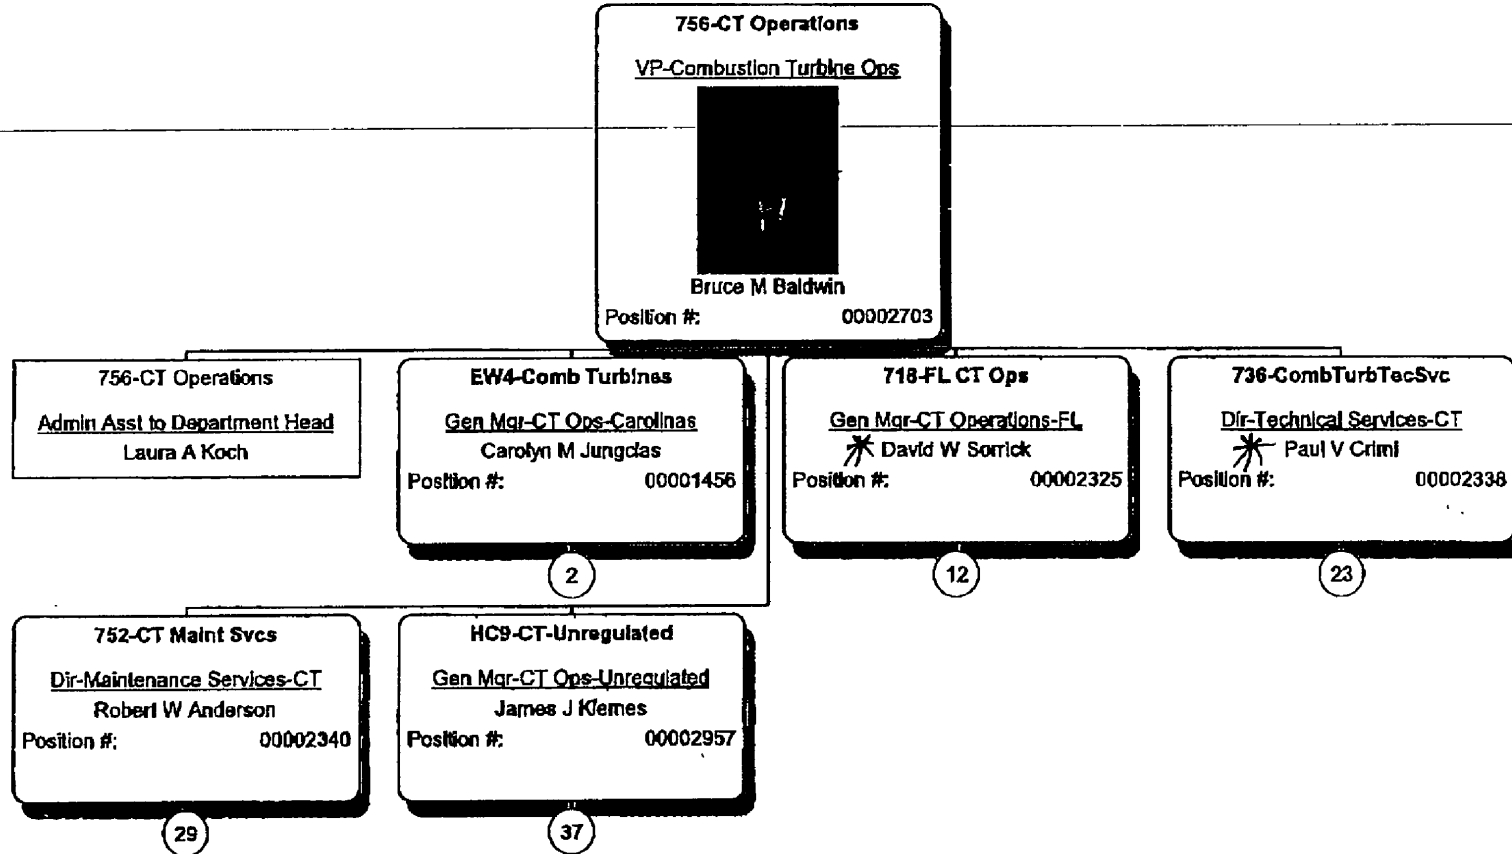 756-CT Operations
VP-Combustion Turbine Ops
Bruce M Baldwin
Position #: 00002703
756-CT Operations
Admin Asst to Department Head
Laura A Koch
EW4-Comb Turbines
Gen Mgr-CT Ops-Carolinas
Carolyn M Jungclas
Position #: 00001456
2
718-FL CT Ops
Gen Mgr-CT Operations-FL
David W Sorrick
Position #: 00002325
12
736-CombTurbTecSvc
Dir-Technical Services-CT
Paul V Crimi
Position #: 00002338
23
752-CT Maint Svcs
Dir-Maintenance Services-CT
Robert W Anderson
Position #: 00002340
29
HC9-CT-Unregulated
Gen Mgr-CT Ops-Unregulated
James J Klemes
Position #: 00002957
37